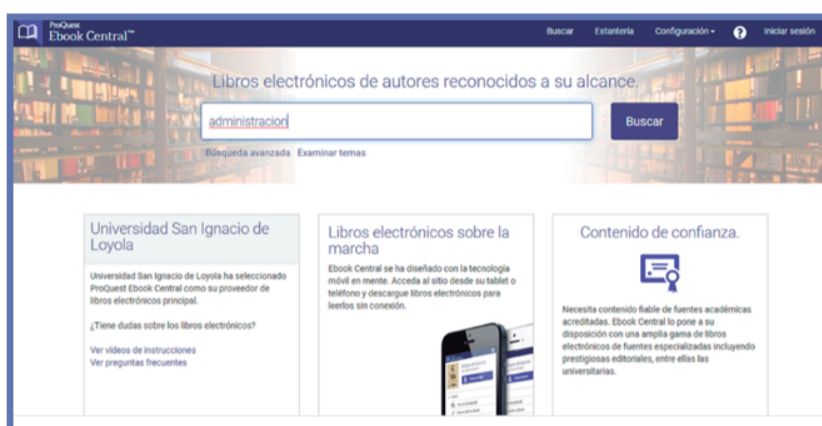 ProQuest
Ebook Central™
Buscar Estantería Configuración Iniciar sesión
Libros electrónicos de autores reconocidos a su alcance.
administracion
Buscar
Búsqueda avanzada Examinar temas
Universidad San Ignacio de
Loyola
Universidad San Ignacio de Loyola ha seleccionado
ProQuest Ebook Central como su proveedor de
libros electrónicos principal.
¿Tiene dudas sobre los libros electrónicos?
Ver vídeos de instrucciones
Ver preguntas frecuentes
Libros electrónicos sobre la
marcha
Ebook Central se ha diseñado con la tecnología
móvil en mente. Acceda al sitio desde su tablet o
teléfono y descargue libros electrónicos para
leerlos sin conexión.
Contenido de confianza.
Necesita contenido fiable de fuentes académicas
acreditadas. Ebook Central lo pone a su
disposición con una amplia gama de libros
electrónicos de fuentes especializadas incluyendo
prestigiosas editoriales, entre ellas las
universitarias.